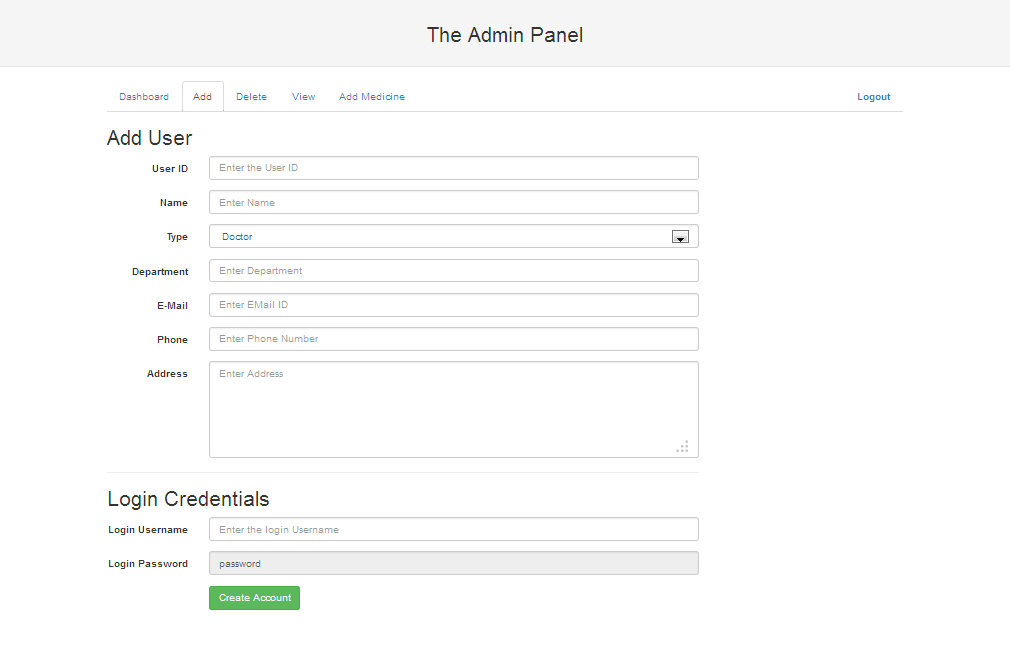 The Admin Panel
Dashboard Add Delete View Add Medicine Logout
Add User
User ID Enter the User ID
Name Enter Name
Type Doctor
Department Enter Department
E-Mail Enter EMail ID
Phone Enter Phone Number
Address Enter Address
Login Credentials
Login Username Enter the login Username
Login Password password
Create Account